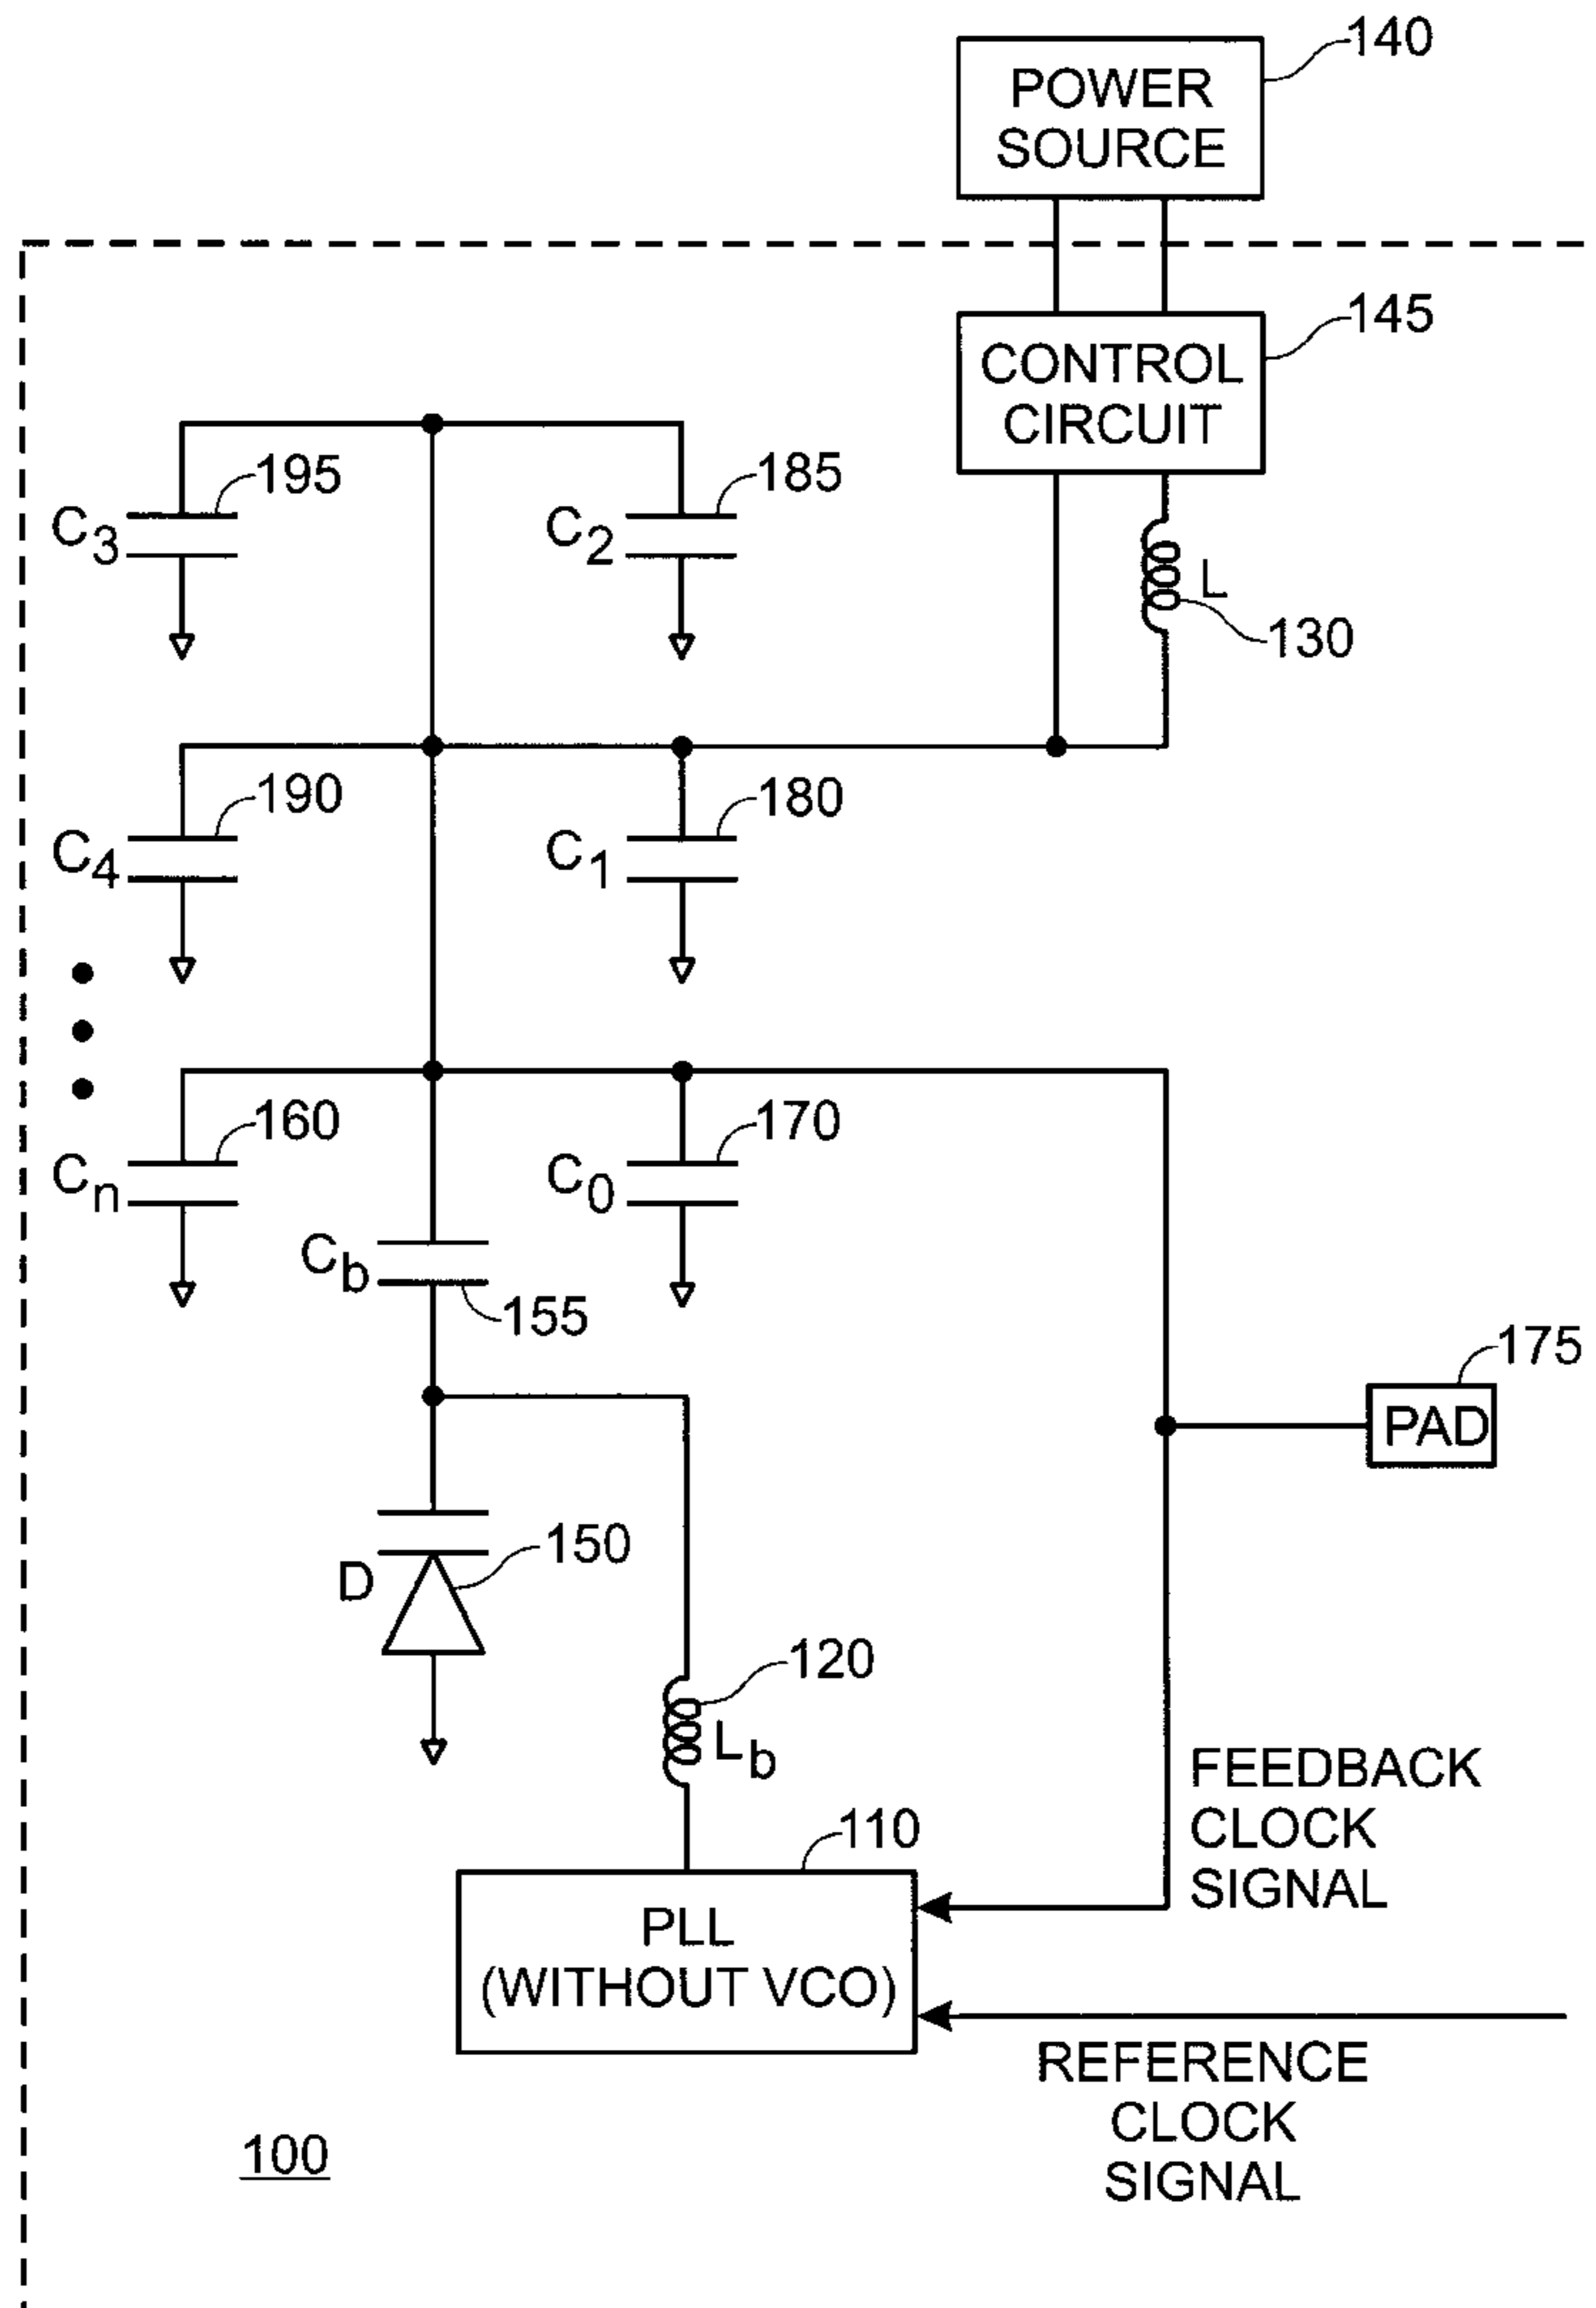 140
POWER
SOURCE
145
CONTROL
CIRCUIT
195
C3
185
C2
L
130
190
C4
180
C1
160
Cn
170
C0
Cb
155
175
PAD
150
D
120
Lb
110
FEEDBACK
CLOCK
SIGNAL
PLL
(WITHOUT VCO)
REFERENCE
CLOCK
SIGNAL
100